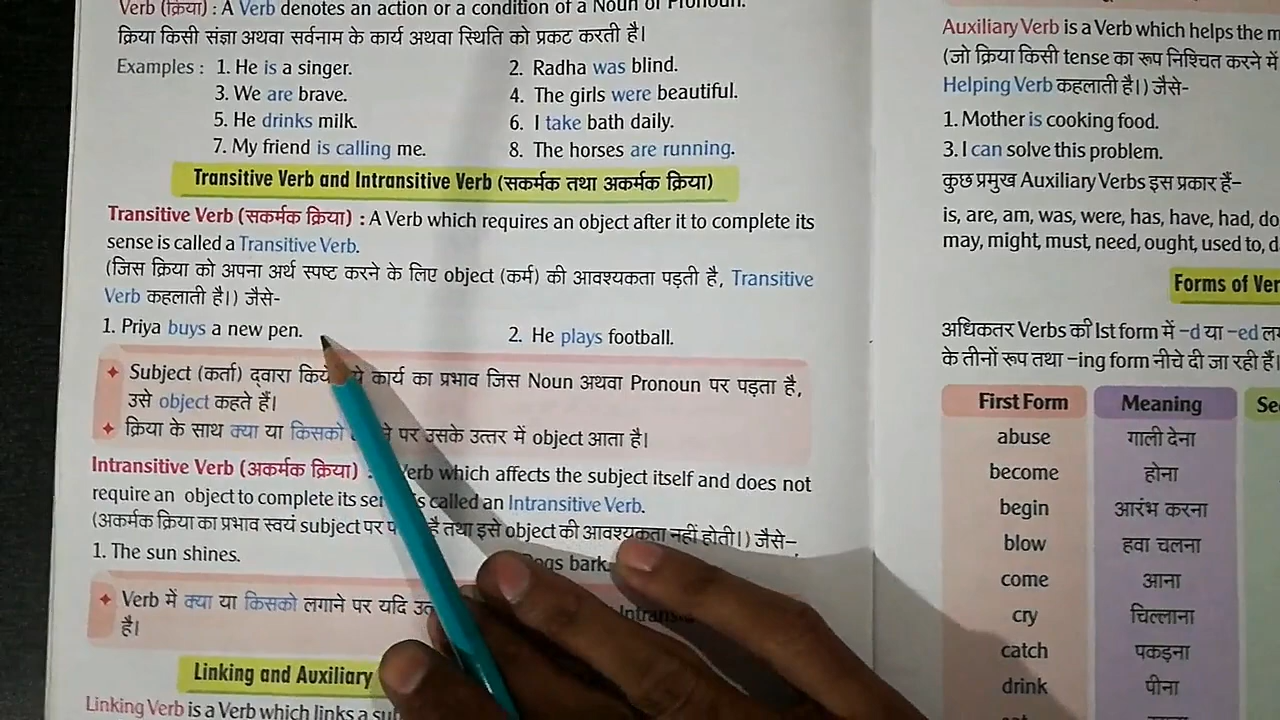 Verb (क्रिया) : A Verb denotes an action or a condition of a Noun or Pronoun.
क्रिया किसी संज्ञा अथवा सर्वनाम के कार्य अथवा स्थिति को प्रकट करती है।
Examples : 1. He is a singer. 2. Radha was blind.
3. We are brave. 4. The girls were beautiful.
5. He drinks milk. 6. I take bath daily.
7. My friend is calling me. 8. The horses are running.
Transitive Verb and Intransitive Verb (सकर्मक तथा अकर्मक क्रिया)
Transitive Verb (सकर्मक क्रिया) : A Verb which requires an object after it to complete its
sense is called a Transitive Verb.
(जिस क्रिया को अपना अर्थ स्पष्ट करने के लिए object (कर्म) की आवश्यकता पड़ती है, Transitive
Verb कहलाती है।) जैसे-
1. Priya buys a new pen. 2. He plays football.
Subject (कर्ता) द्वारा कार्य का प्रभाव जिस Noun अथवा Pronoun पर पड़ता है,
उसे object कहते हैं।
क्रिया के साथ क्या या किसको पर उसके उत्तर में object आता है।
Intransitive Verb (अकर्मक क्रिया) : Verb which affects the subject itself and does not
require an object to complete its called an Intransitive Verb.
(अकर्मक क्रिया का प्रभाव स्वयं subject पर है तथा इसे object की आवश्यकता नहीं होती।) जैसे–
1. The sun shines. bark.
Verb में क्या या किसको लगाने पर यदि
है।
Linking and Auxiliary
Linking Verb is a Verb which links a
Auxiliary Verb is a Verb which helps the
(जो क्रिया किसी tense का रूप निश्चित करने में
Helping Verb कहलाती है।) जैसे-
1. Mother is cooking food.
3. I can solve this problem.
कुछ प्रमुख Auxiliary Verbs इस प्रकार हैं–
is, are, am, was, were, has, have, had, do
may, might, must, need, ought, used to,
Forms of
अधिकतर Verbs की Ist form में –d या –ed
के तीनों रूप तथा –ing form नीचे दी जा रही हैं।
First Form Meaning
abuse गाली देना
become होना
begin आरंभ करना
blow हवा चलना
come आना
cry चिल्लाना
catch पकड़ना
drink पीना